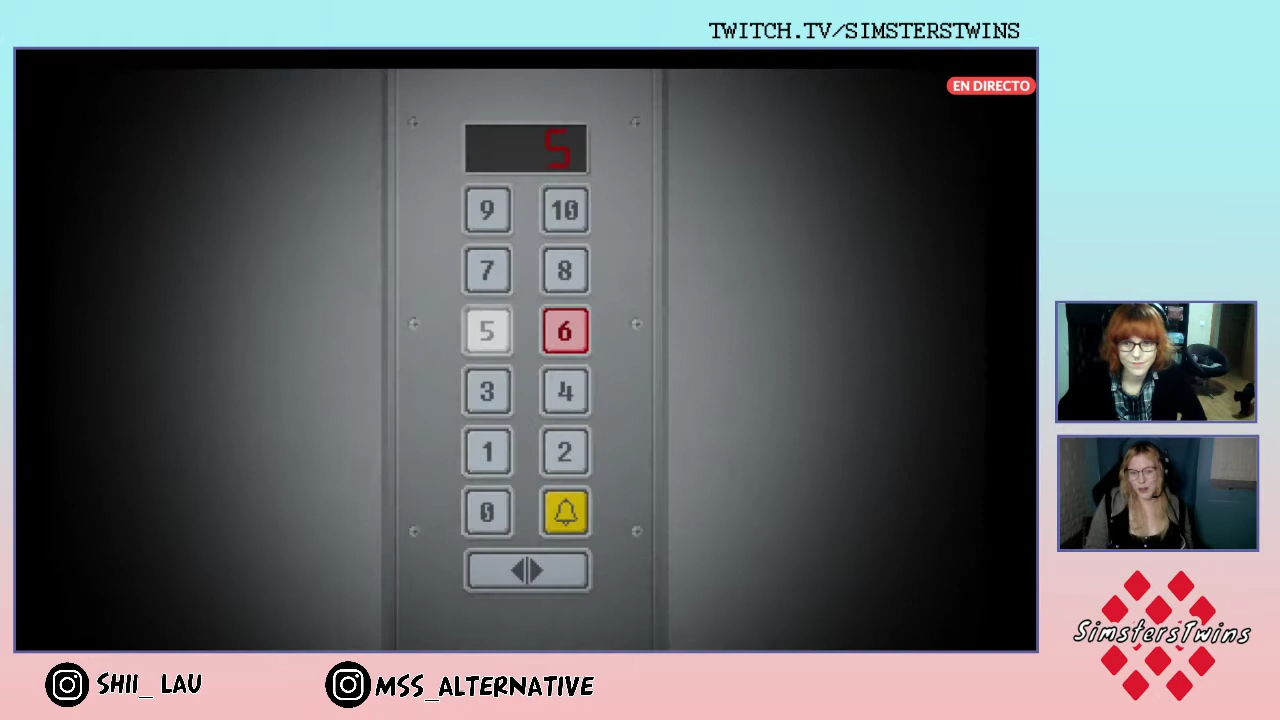 TWITCH.TV/SIMSTERSTWINS
EN DIRECTO
5
9 10
7 8
5 6
3 4
1 2
0
SimstersTwins
SHII_ LAU
MSS_ALTERNATIVE